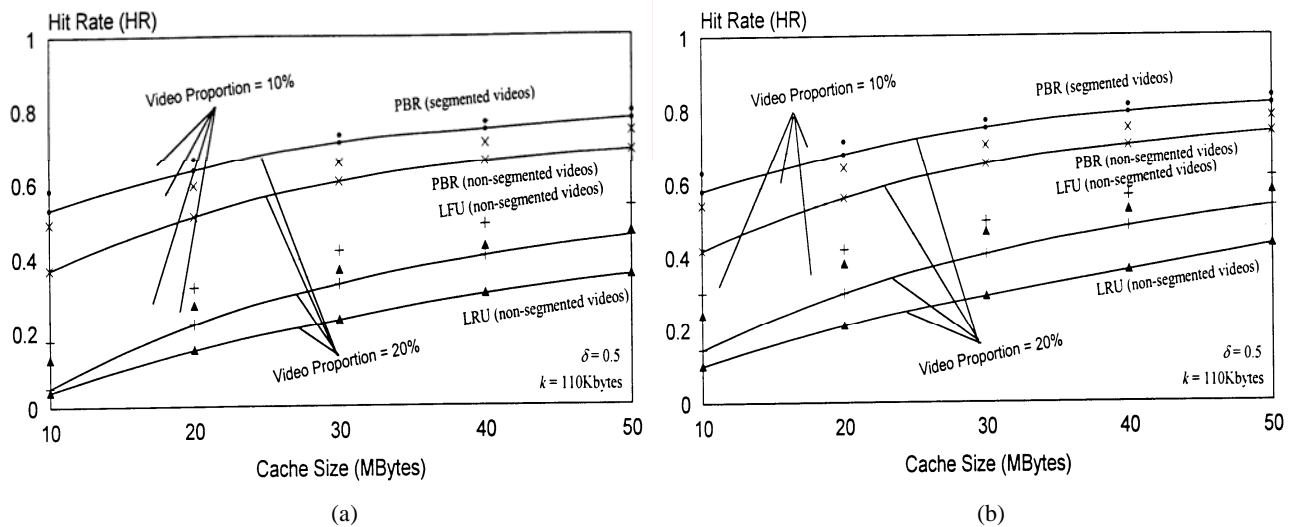 Hit Rate (HR)
1
0.8
0.6
0.4
0.2
0
10
20
30
40
50
Cache Size (MBytes)
Video Proportion = 10%
PBR (segmented videos)
PBR (non-segmented videos)
LFU (non-segmented videos)
LRU (non-segmented videos)
Video Proportion = 20%
δ = 0.5
k = 110Kbytes
(a)
Hit Rate (HR)
1
0.8
0.6
0.4
0.2
0
10
20
30
40
50
Cache Size (MBytes)
Video Proportion = 10%
PBR (segmented videos)
PBR (non-segmented videos)
LFU (non-segmented videos)
LRU (non-segmented videos)
Video Proportion = 20%
δ = 0.5
k = 110Kbytes
(b)